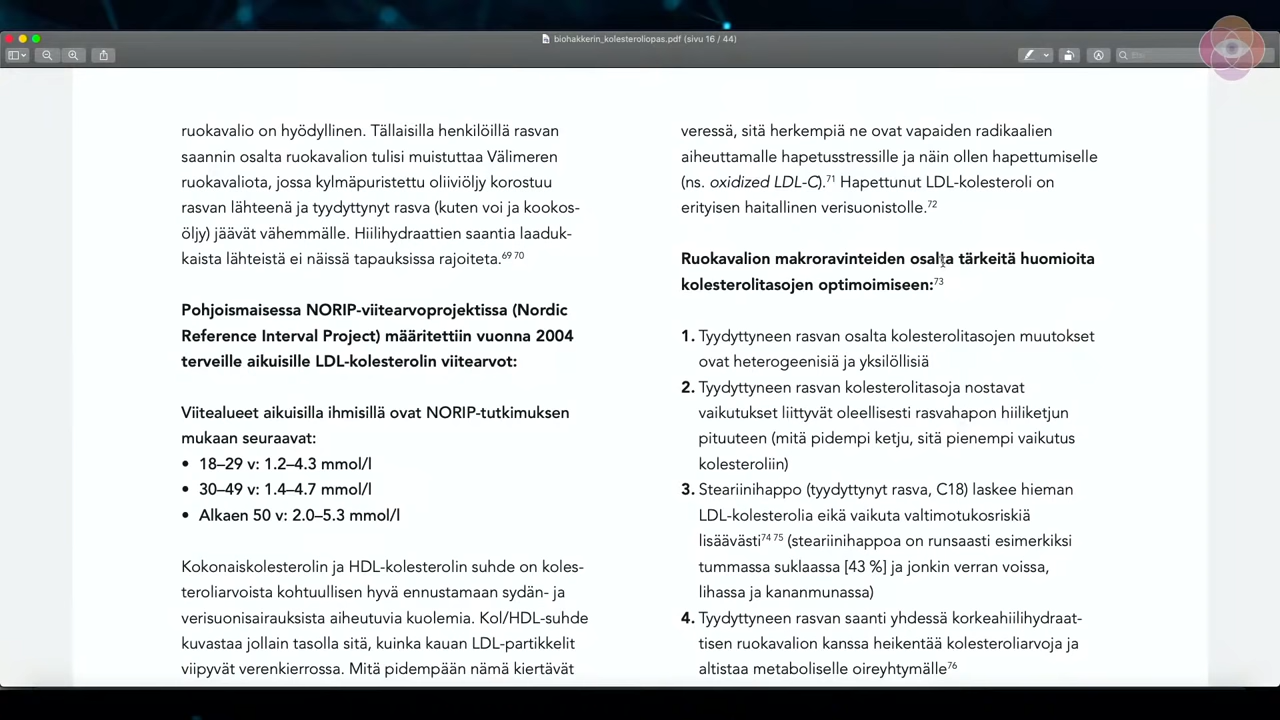 biohakkerin_kolesteroliopas.pdf (sivu 16 / 44)
ruokavalio on hyödyllinen. Tällaisilla henkilöillä rasvan
saannin osalta ruokavalion tulisi muistuttaa Välimeren
ruokavaliota, jossa kylmäpuristettu oliiviöljy korostuu
rasvan lähteenä ja tyydyttynyt rasva (kuten voi ja kookos-
öljy) jäävät vähemmälle. Hiilihydraattien saantia laaduk-
kaista lähteistä ei näissä tapauksissa rajoiteta.69 70
Pohjoismaisessa NORIP-viitearvoprojektissa (Nordic
Reference Interval Project) määritettiin vuonna 2004
terveille aikuisille LDL-kolesterolin viitearvot:
Viitealueet aikuisilla ihmisillä ovat NORIP-tutkimuksen
mukaan seuraavat:
• 18–29 v: 1.2–4.3 mmol/l
• 30–49 v: 1.4–4.7 mmol/l
• Alkaen 50 v: 2.0–5.3 mmol/l
Kokonaiskolesterolin ja HDL-kolesterolin suhde on koles-
teroliarvoista kohtuullisen hyvä ennustamaan sydän- ja
verisuonisairauksista aiheutuvia kuolemia. Kol/HDL-suhde
kuvastaa jollain tasolla sitä, kuinka kauan LDL-partikkelit
viipyvät verenkierrossa. Mitä pidempään nämä kiertävät
veressä, sitä herkempiä ne ovat vapaiden radikaalien
aiheuttamalle hapetusstressille ja näin ollen hapettumiselle
(ns. oxidized LDL-C).71 Hapettunut LDL-kolesteroli on
erityisen haitallinen verisuonistolle.72
Ruokavalion makroravinteiden osalta tärkeitä huomioita
kolesterolitasojen optimoimiseen:73
1. Tyydyttyneen rasvan osalta kolesterolitasojen muutokset
ovat heterogeenisiä ja yksilöllisiä
2. Tyydyttyneen rasvan kolesterolitasoja nostavat
vaikutukset liittyvät oleellisesti rasvahapon hiiliketjun
pituuteen (mitä pidempi ketju, sitä pienempi vaikutus
kolesteroliin)
3. Steariinihappo (tyydyttynyt rasva, C18) laskee hieman
LDL-kolesterolia eikä vaikuta valtimotukosriskiä
lisäävästi74 75 (steariinihappoa on runsaasti esimerkiksi
tummassa suklaassa [43 %] ja jonkin verran voissa,
lihassa ja kananmunassa)
4. Tyydyttyneen rasvan saanti yhdessä korkeahiilihydraat-
tisen ruokavalion kanssa heikentää kolesteroliarvoja ja
altistaa metaboliselle oireyhtymälle76